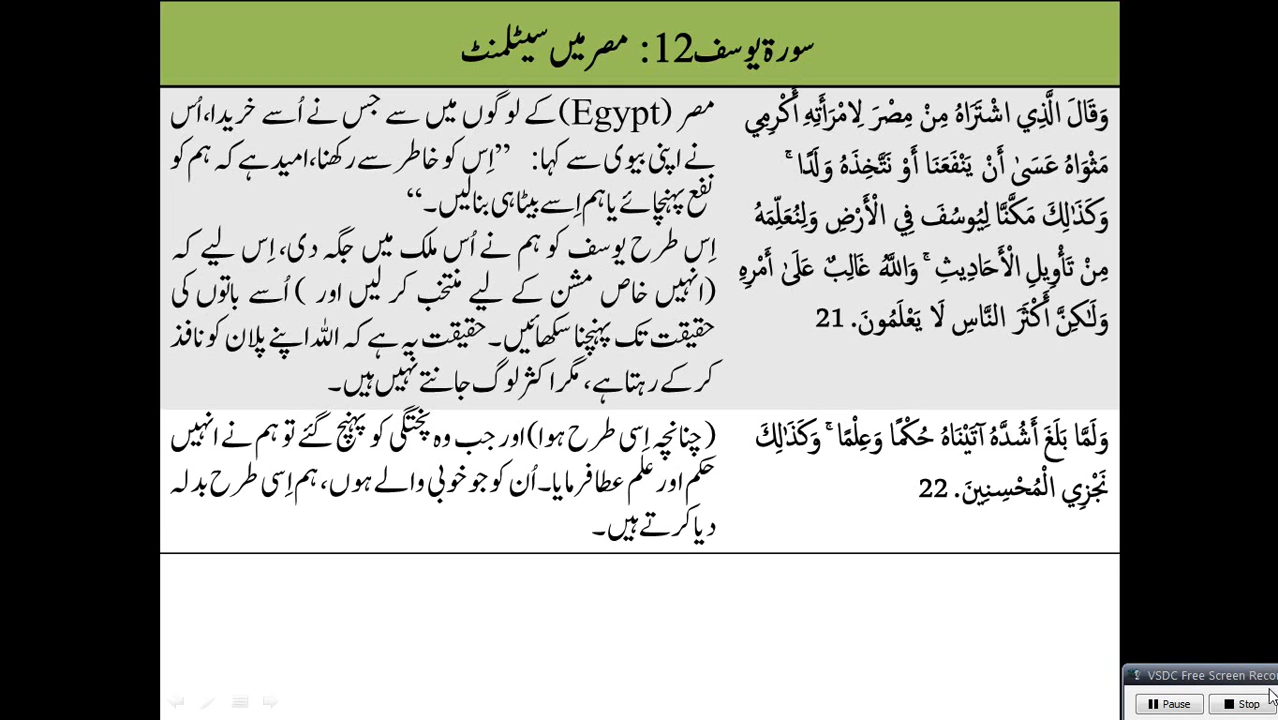 سورۃ یوسف12: مصر میں سیٹلمنٹ
وَقَالَ الَّذِي اشْتَرَاهُ مِنْ مِصْرَ لِامْرَأَتِهِ أَكْرِمِي
مَثْوَاهُ عَسَىٰ أَنْ يَنْفَعَنَا أَوْ نَتَّخِذَهُ وَلَدًا ۚ
وَكَذَٰلِكَ مَكَّنَّا لِيُوسُفَ فِي الْأَرْضِ وَلِنُعَلِّمَهُ
مِنْ تَأْوِيلِ الْأَحَادِيثِ ۚ وَاللَّهُ غَالِبٌ عَلَىٰ أَمْرِهِ
وَلَٰكِنَّ أَكْثَرَ النَّاسِ لَا يَعْلَمُونَ. 21
مصر (Egypt)کے لوگوں میں سے جس نے اُسے خریدا،اُس
نے اپنی بیوی سے کہا: ”اِس کو خاطر سے رکھنا،امید ہے کہ ہم کو
نفع پہنچائے یا ہم اِسے بیٹا ہی بنالیں۔“
اِس طرح یوسف کو ہم نے اُس ملک میں جگہ دی، اِس لیے کہ
(انہیں خاص مشن کے لیے منتخب کر لیں اور ) اُسے باتوں کی
حقیقت تک پہنچنا سکھائیں۔ حقیقت یہ ہے کہ اللہ اپنے پلان کو نافذ
کر کے رہتا ہے، مگر اکثر لوگ جانتے نہیں ہیں۔
وَلَمَّا بَلَغَ أَشُدَّهُ آتَيْنَاهُ حُكْمًا وَعِلْمًا ۚ وَكَذَٰلِكَ
نَجْزِي الْمُحْسِنِينَ. 22
( چنانچہ اِسی طرح ہوا)اور جب وہ پختگی کو پہنچ گئے تو ہم نے انہیں
حکم اور علم عطا فرمایا۔اُن کو جو خوبی والے ہوں، ہم اِسی طرح بدلہ
دیا کرتے ہیں۔
VSDC Free Screen Reco
Pause
Stop